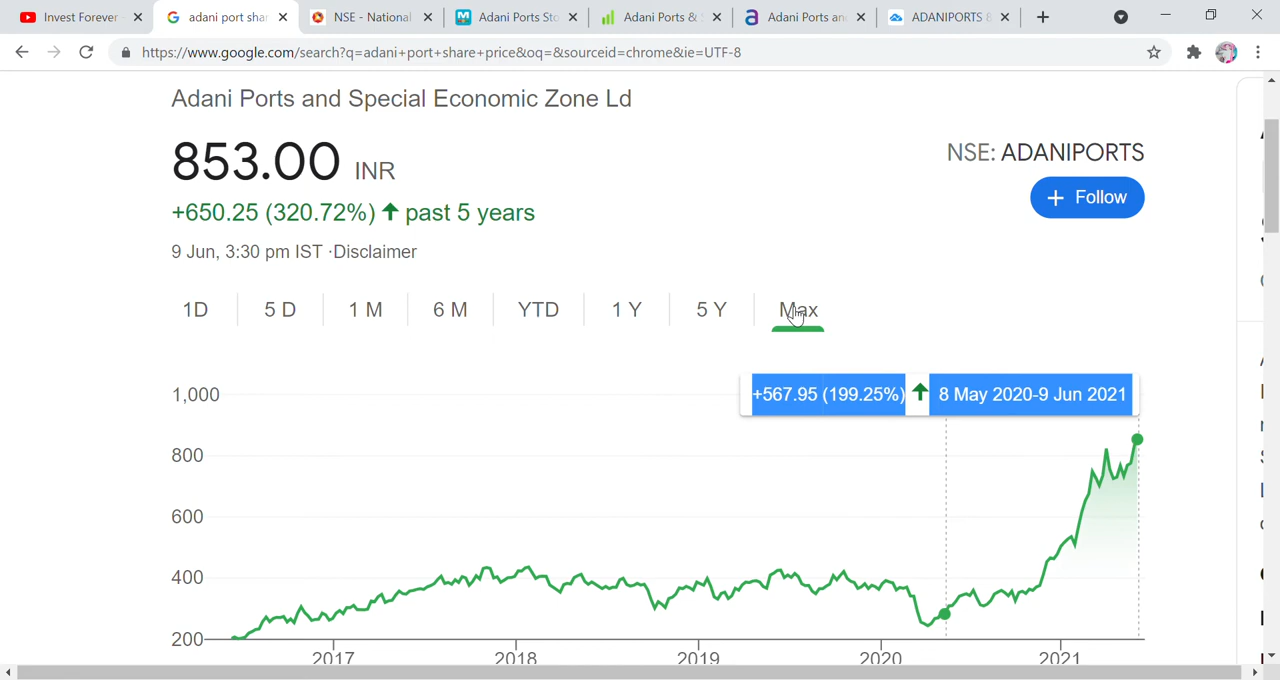 Invest Forever
adani port shar
NSE - National
Adani Ports Sto
Adani Ports &
Adani Ports an
ADANIPORTS 8
https://www.google.com/search?q=adani+port+share+price&oq=&sourceid=chrome&ie=UTF-8
Adani Ports and Special Economic Zone Ld
853.00 INR
NSE: ADANIPORTS
+650.25 (320.72%) ↑ past 5 years
+ Follow
9 Jun, 3:30 pm IST ·Disclaimer
1D 5 D 1 M 6 M YTD 1 Y 5 Y Max
+567.95 (199.25%) ↑ 8 May 2020-9 Jun 2021
1,000
800
600
400
200
2017 2018 2019 2020 2021